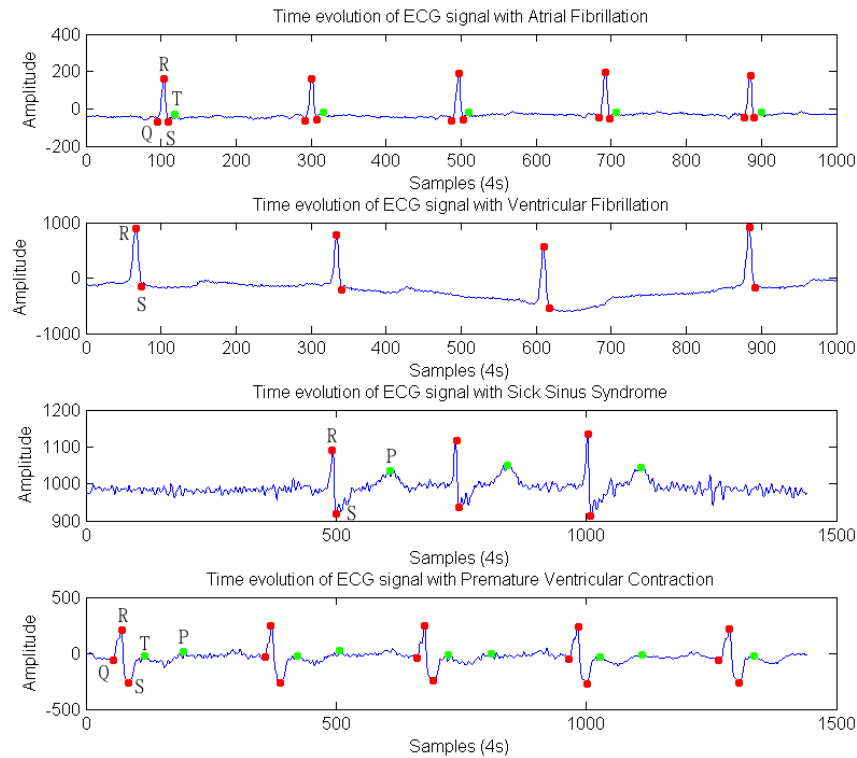 Time evolution of ECG signal with Atrial Fibrillation
400
200
0
-200
Amplitude
R
T
Q
S
0 100 200 300 400 500 600 700 800 900 1000
Samples (4s)
Time evolution of ECG signal with Ventricular Fibrillation
1000
0
-1000
Amplitude
R
S
0 100 200 300 400 500 600 700 800 900 1000
Samples (4s)
Time evolution of ECG signal with Sick Sinus Syndrome
1200
1100
1000
900
Amplitude
R
P
S
0 500 1000 1500
Samples (4s)
Time evolution of ECG signal with Premature Ventricular Contraction
500
0
-500
Amplitude
R
T
P
Q
S
0 500 1000 1500
Samples (4s)